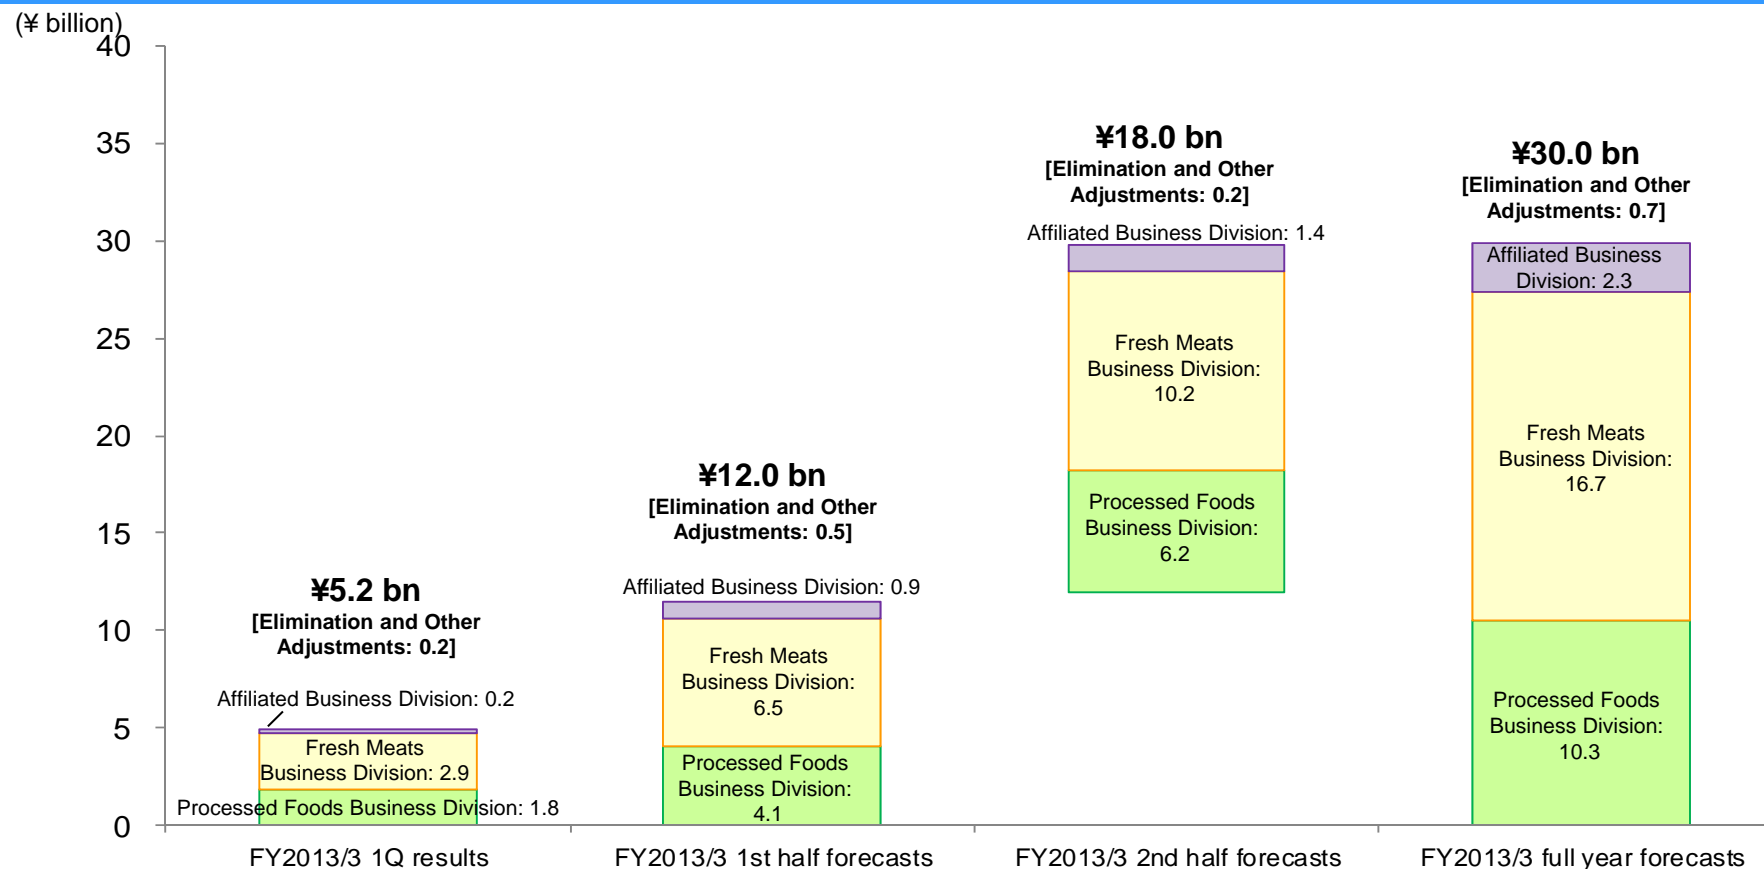 (¥ billion)
40
35
30
25
20
15
10
5
0
¥5.2 bn
[Elimination and Other
Adjustments: 0.2]
Affiliated Business Division: 0.2
Fresh Meats
Business Division: 2.9
Processed Foods Business Division: 1.8
FY2013/3 1Q results
¥12.0 bn
[Elimination and Other
Adjustments: 0.5]
Affiliated Business Division: 0.9
Fresh Meats
Business Division:
6.5
Processed Foods
Business Division:
4.1
FY2013/3 1st half forecasts
¥18.0 bn
[Elimination and Other
Adjustments: 0.2]
Affiliated Business Division: 1.4
Fresh Meats
Business Division:
10.2
Processed Foods
Business Division:
6.2
FY2013/3 2nd half forecasts
¥30.0 bn
[Elimination and Other
Adjustments: 0.7]
Affiliated Business
Division: 2.3
Fresh Meats
Business Division:
16.7
Processed Foods
Business Division:
10.3
FY2013/3 full year forecasts